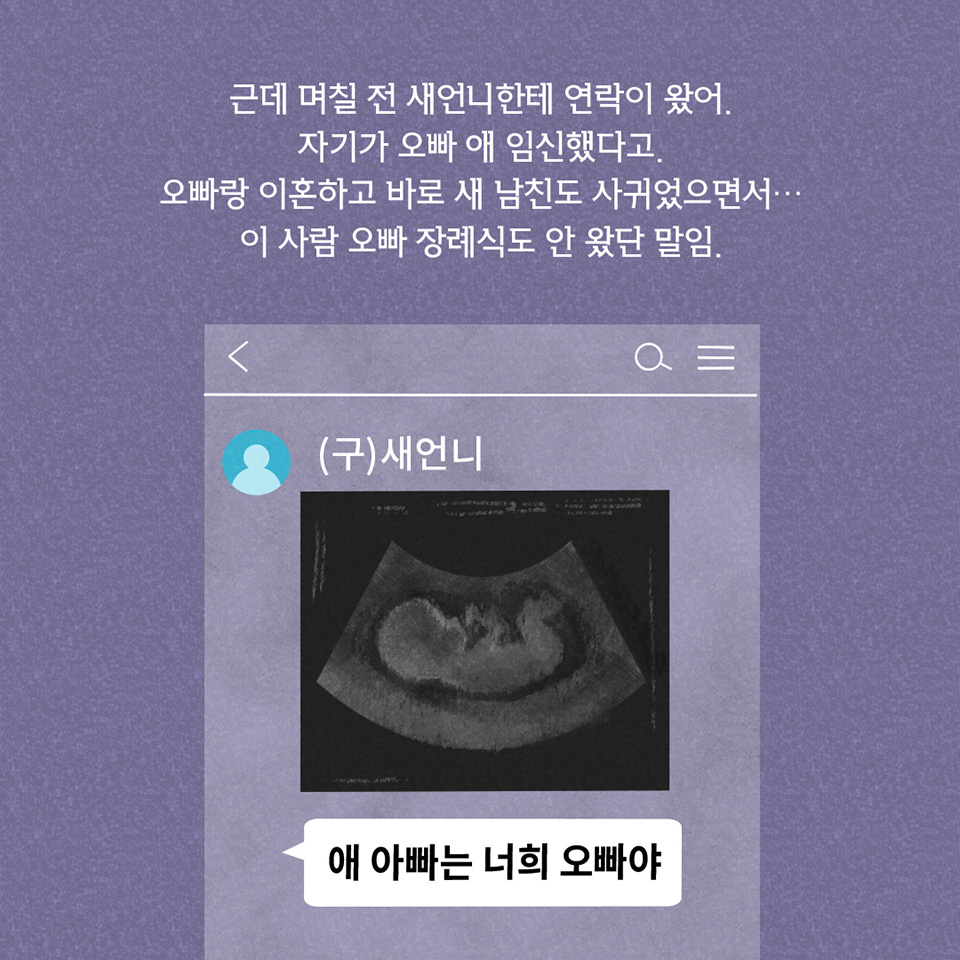 근데 며칠 전 새언니한테 연락이 왔어.
자기가 오빠 애 임신했다고.
오빠랑 이혼하고 바로 새 남친도 사귀었으면서…
이 사람 오빠 장례식도 안 왔단 말임.
(구)새언니
애 아빠는 너희 오빠야